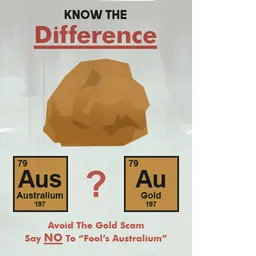 KNOW THE
Difference
79
Aus
Australium
197
?
79
Au
Gold
197
Avoid The Gold Scam
Say NO To “Fool’s Australium”